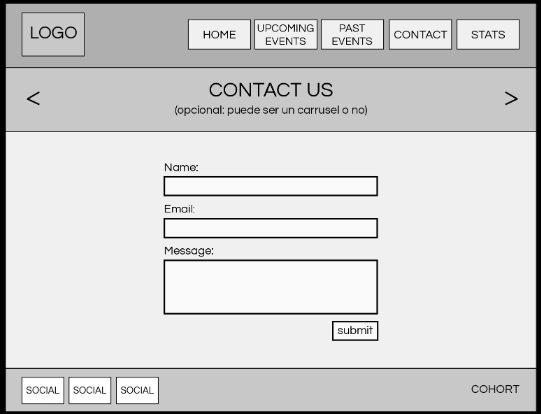 LOGO
HOME
UPCOMING
EVENTS
PAST
EVENTS
CONTACT
STATS
<
CONTACT US
>
(opcional: puede ser un carrusel o no)
Name:
Email:
Message:
submit
SOCIAL
SOCIAL
SOCIAL
COHORT